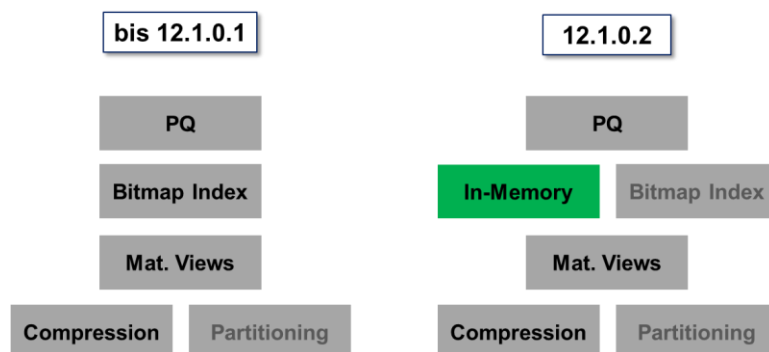 bis 12.1.0.1
PQ
Bitmap Index
Mat. Views
Compression
Partitioning
12.1.0.2
PQ
In-Memory
Bitmap Index
Mat. Views
Compression
Partitioning